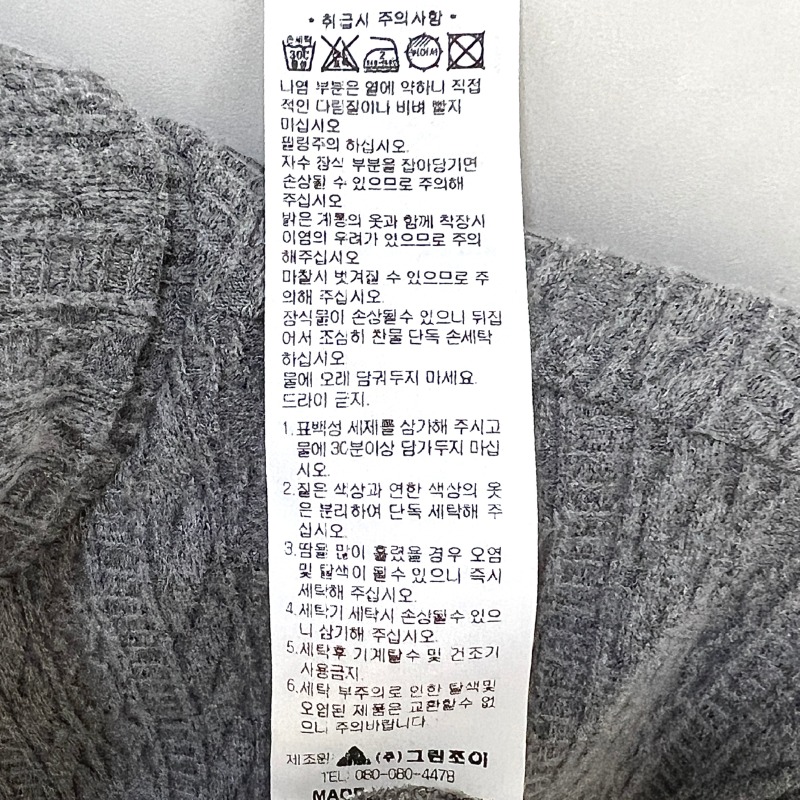 • 취급시 주의사항 •
손세탁
30℃
중성
나염 부분은 열에 약하니 직접
적인 다림질이나 비벼 빨지
미십시오
필링주의 하십시오.
자수 장식 부분을 잡아당기면
손상될 수 있으므로 주의해
주십시오
밝은 계통의 옷과 함께 착장시
이염의 우려가 있으므로 주의
해주십시오
마찰시 벗겨질 수 있으므로 주
의해 주십시오.
장식물이 손상될수 있으니 뒤집
어서 조심히 찬물 단독 손세탁
하십시오
물에 오래 담궈두지 마세요.
드라이 금지.
1.표백성 세제를 삼가해 주시고
물에 30분이상 담가두지 마십
시오.
2.짙은 색상과 연한 색상의 옷
은 분리하여 단독 세탁해 주
십시오.
3.땀을 많이 흘렸을 경우 오염
및 탈색이 될수 있으니 즉시
세탁해 주십시오.
4.세탁기 세탁시 손상될수 있으
니 삼가해 주십시오.
5.세탁후 기계탈수 및 건조기
사용금지.
6.세탁 부주의로 인한 탈색및
오염된 제품은 교환할수 없
으니 주의바랍니다.
제조원: (주)그린조이
TEL: 080-080-4478
MADE